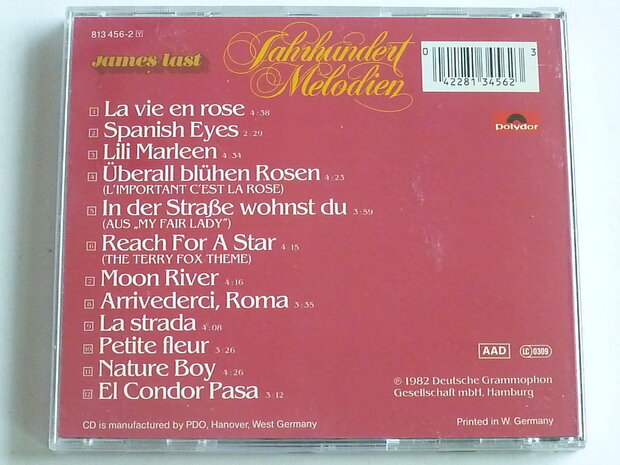 813 456-2 Y
James Last
Jahrhundert
Melodien
0 42281 34562 3
Polydor
1 La vie en rose 4:38
2 Spanish Eyes 2:29
3 Lili Marleen 4:34
4 Überall blühen Rosen 4:23
(L'IMPORTANT C'EST LA ROSE)
5 In der Straße wohnst du 3:59
(AUS „MY FAIR LADY")
6 Reach For A Star 4:15
(THE TERRY FOX THEME)
7 Moon River 4:16
8 Arrivederci, Roma 3:35
9 La strada 4:08
10 Petite fleur 3:26
11 Nature Boy 4:26
12 El Condor Pasa 3:12
AAD LC 0309
℗ 1982 Deutsche Grammophon
Gesellschaft mbH, Hamburg
CD is manufactured by PDO, Hanover, West Germany
Printed in W. Germany